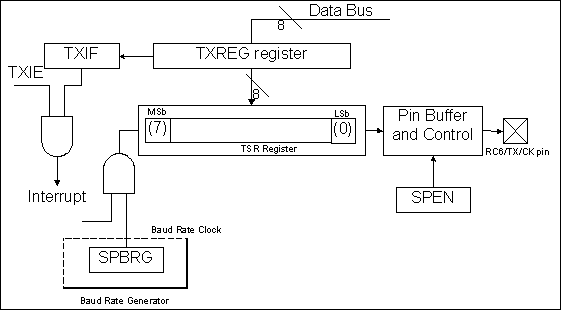 Data Bus
8
TXIF
TXREG register
TXIE
8
MSb
LSb
(7)
(0)
Pin Buffer
and Control
TSR Register
RC6/TX/CK pin
Interrupt
SPEN
Baud Rate Clock
SPBRG
Baud Rate Generator